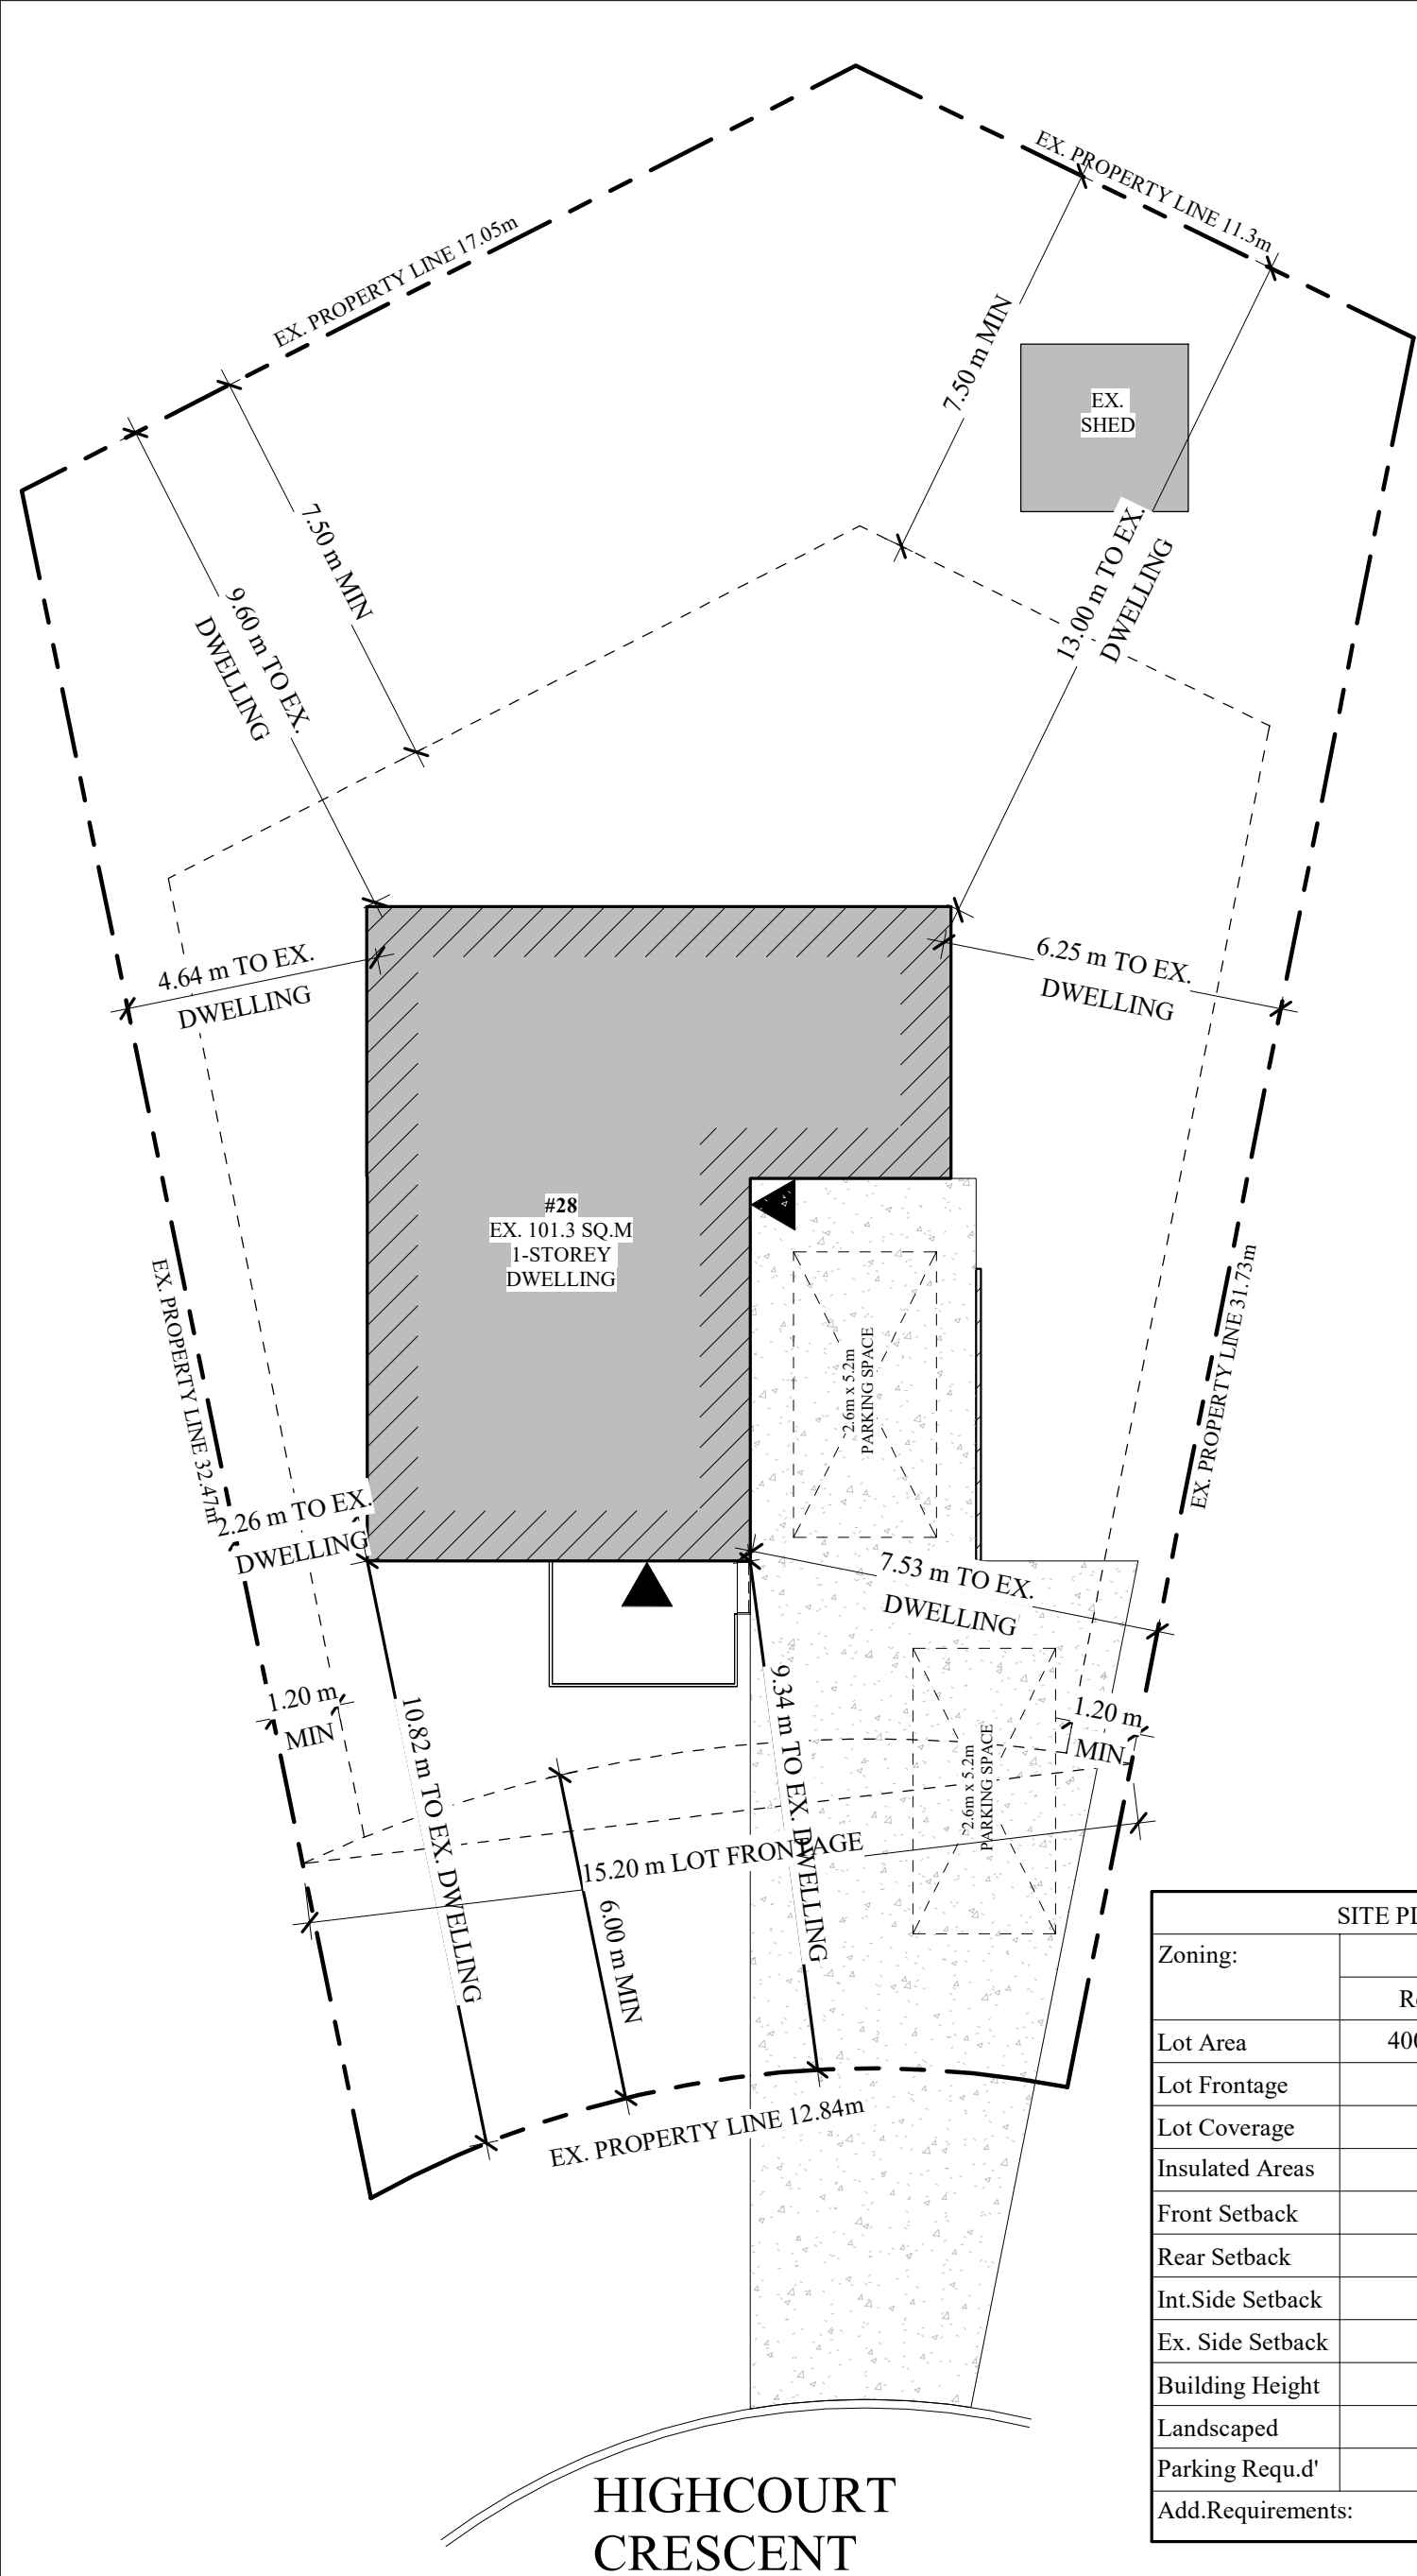 EX. PROPERTY LINE 11.3m
EX. PROPERTY LINE 17.05m
7.50 m MIN
EX.
SHED
7.50 m MIN
9.60 m TO EX.
DWELLING
13.00 m TO EX.
DWELLING
4.64 m TO EX.
DWELLING
6.25 m TO EX.
DWELLING
#28
EX. 101.3 SQ.M
1-STOREY
DWELLING
EX. PROPERTY LINE 32.47m
EX. PROPERTY LINE 31.73m
2.6m x 5.2m
PARKING SPACE
2.26 m TO EX.
DWELLING
7.53 m TO EX.
DWELLING
1.20 m
MIN
10.82 m TO EX. DWELLING
9.34 m TO EX. DWELLING
1.20 m
MIN
2.6m x 5.2m
PARKING SPACE
15.20 m LOT FRONTAGE
6.00 m MIN
EX. PROPERTY LINE 12.84m
SITE
Zoning:
Lot Area 400
Lot Frontage
Lot Coverage
Insulated Areas
Front Setback
Rear Setback
Int.Side Setback
Ex. Side Setback
Building Height
Landscaped
Parking Requ.d'
Add.Requirements:
HIGHCOURT
CRESCENT